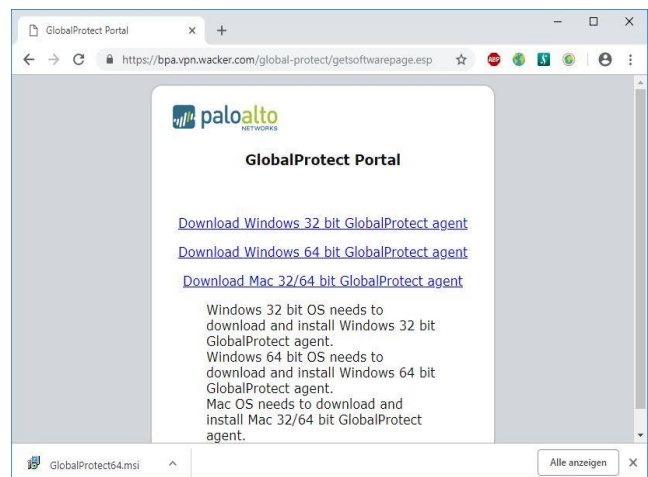 GlobalProtect Portal
https://bpa.vpn.wacker.com/global-protect/getsoftwarepage.esp
ABP
S
paloalto
NETWORKS
GlobalProtect Portal
Download Windows 32 bit GlobalProtect agent
Download Windows 64 bit GlobalProtect agent
Download Mac 32/64 bit GlobalProtect agent
Windows 32 bit OS needs to
download and install Windows 32 bit
GlobalProtect agent.
Windows 64 bit OS needs to
download and install Windows 64 bit
GlobalProtect agent.
Mac OS needs to download and
install Mac 32/64 bit GlobalProtect
agent.
GlobalProtect64.msi
Alle anzeigen